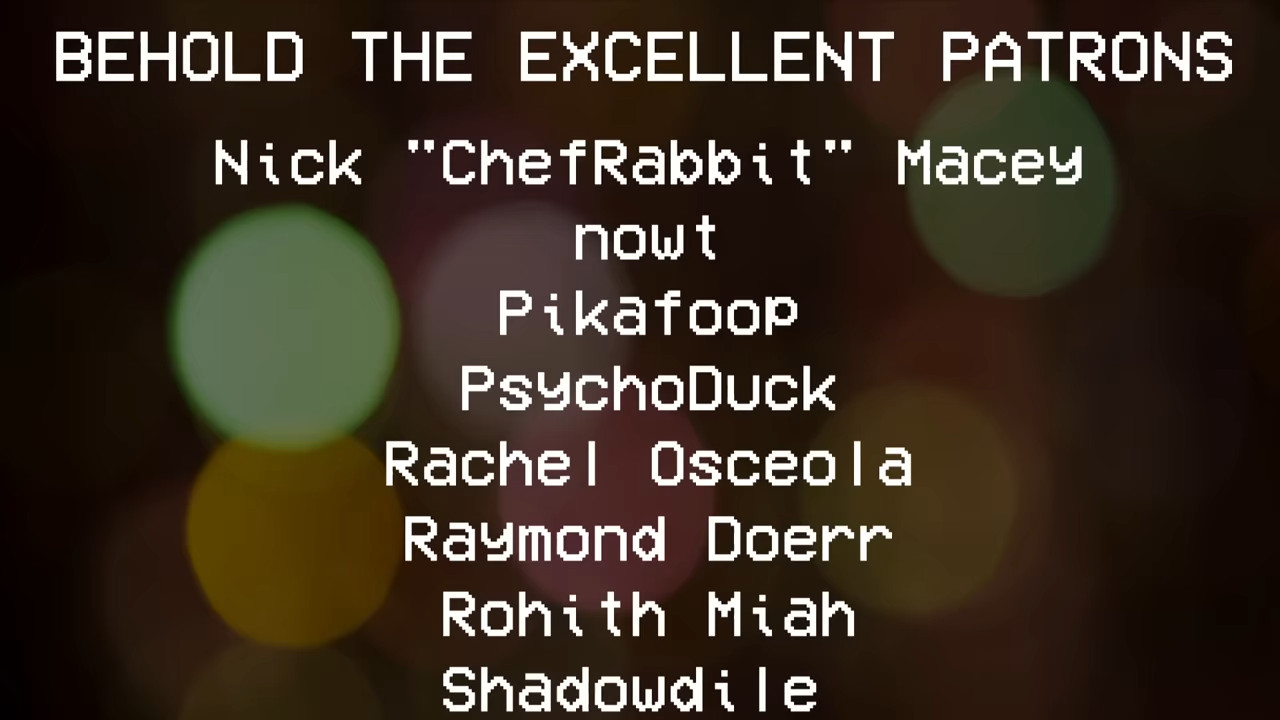 BEHOLD THE EXCELLENT PATRONS
Nick "ChefRabbit" Macey
nowt
Pikafoop
PsychoDuck
Rachel Osceola
Raymond Doerr
Rohith Miah
Shadowdile